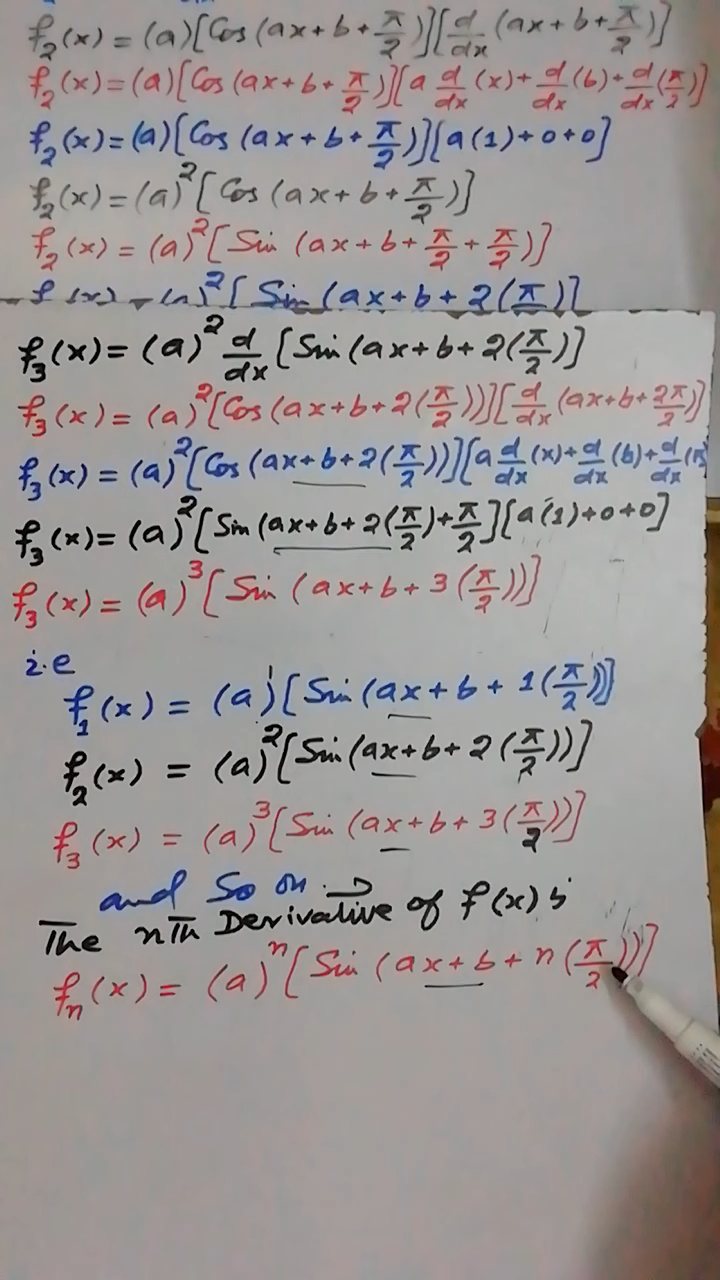 f₂(x) = (a)[Cos(ax+b+π/2)][d/dx (ax+b+π/2)]
f₂(x) = (a)[Cos(ax+b+π/2)][a d/dx (x)+d/dx (b)+d/dx (π/2)]
f₂(x) = (a)[Cos(ax+b+π/2)][a(1)+0+0]
f₂(x) = (a)²[Cos(ax+b+π/2)]
f₂(x) = (a)²[Sin (ax+b+π/2+π/2)]
f (x) = (a)²[Sin(ax+b+2(π)]
f₃(x) = (a)² d/dx [Sin(ax+b+2(π/2)]
f₃(x) = (a)²[Cos(ax+b+2(π/2))][d/dx (ax+b+2π/2)]
f₃(x) = (a)²[Cos(ax+b+2(π/2))][a d/dx (x)+d/dx (b)+d/dx (π
f₃(x) = (a)²[Sin(ax+b+2(π/2)+π/2][a(1)+0+0]
f₃(x) = (a)³[Sin (ax+b+3(π/2))]
i.e
f₁(x) = (a)¹[Sin(ax+b+1(π/2))]
f₂(x) = (a)²[Sin(ax+b+2(π/2))]
f₃(x) = (a)³[Sin(ax+b+3(π/2))]
and So on →
The nTh Derivative of f(x) is
fₙ(x) = (a)ⁿ[Sin (ax+b+n(π/2))]